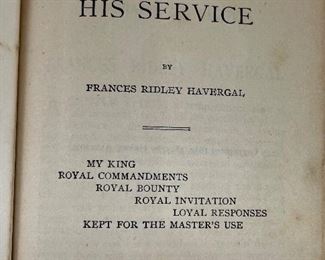 HIS SERVICE
BY
FRANCES RIDLEY HAVERGAL
MY KING
ROYAL COMMANDMENTS
ROYAL BOUNTY
ROYAL INVITATION
LOYAL RESPONSES
KEPT FOR THE MASTER'S USE